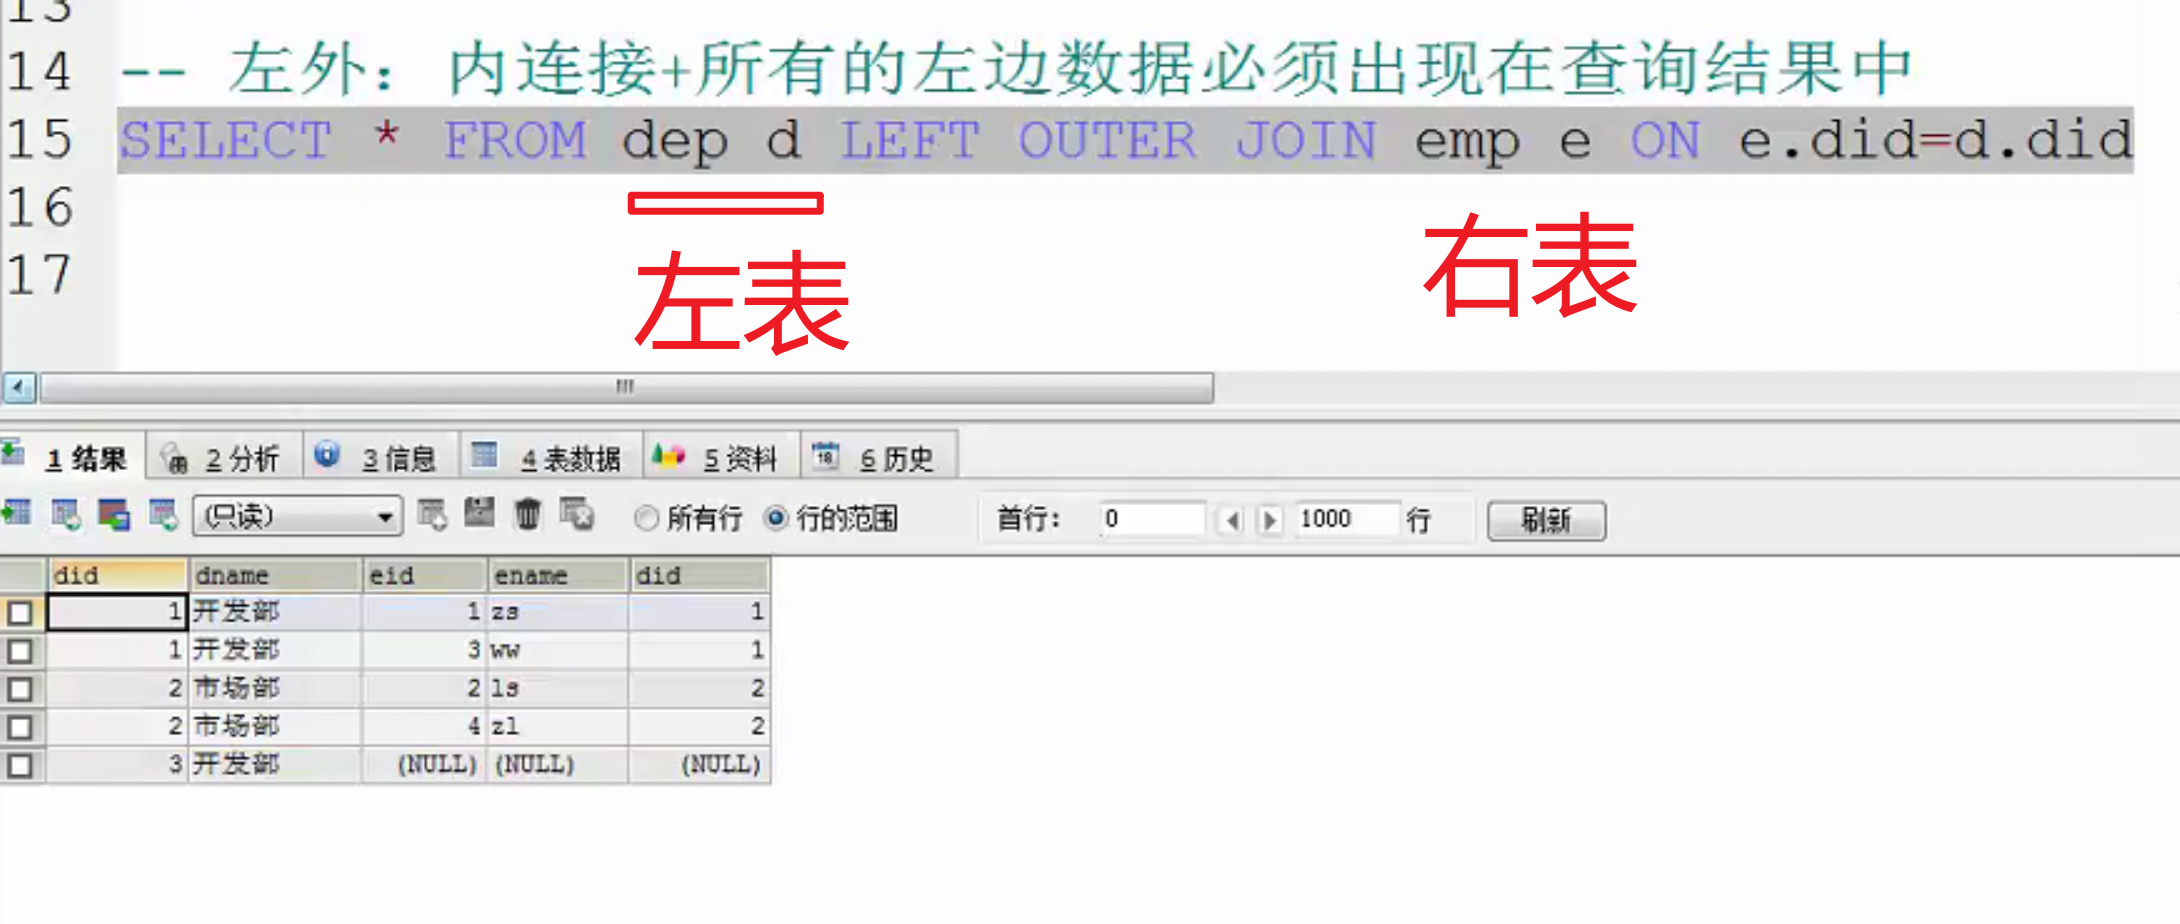 13
14 -- 左外：内连接+所有的左边数据必须出现在查询结果中
15 SELECT * FROM dep d LEFT OUTER JOIN emp e ON e.did=d.did
16
17
左表
右表
1 结果 2 分析 3 信息 4 表数据 5 资料 6 历史
(只读) 所有行 行的范围 首行: 0 1000 行 刷新
did dname eid ename did
1 开发部 1 zs 1
1 开发部 3 ww 1
2 市场部 2 ls 2
2 市场部 4 zl 2
3 开发部 (NULL) (NULL) (NULL)